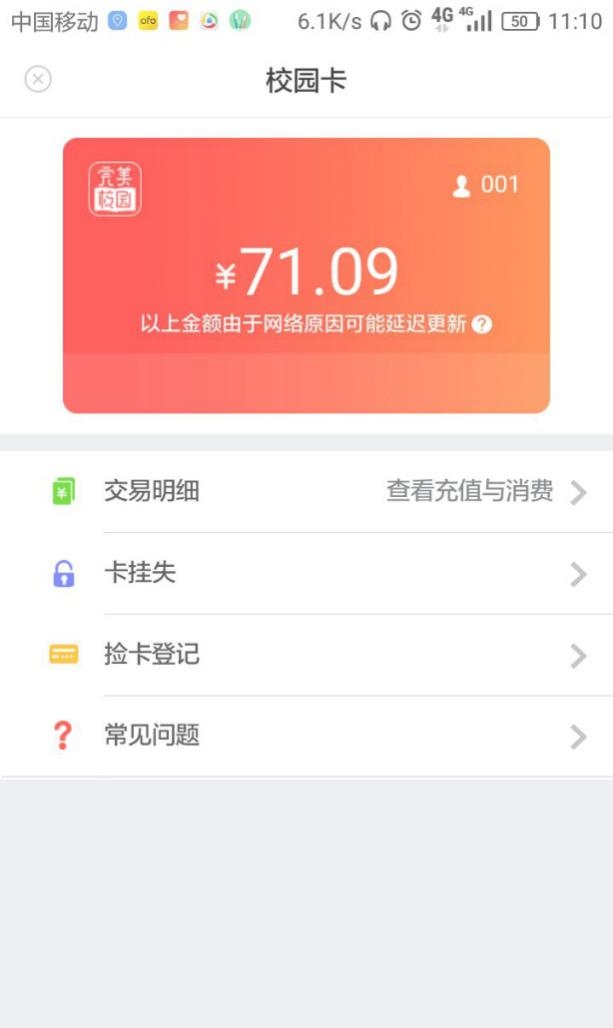 中国移动 ofo 6.1K/s 4G 4G 50 11:10
校园卡
完美
校园
001
¥71.09
以上金额由于网络原因可能延迟更新 ?
¥ 交易明细 查看充值与消费
卡挂失
捡卡登记
? 常见问题